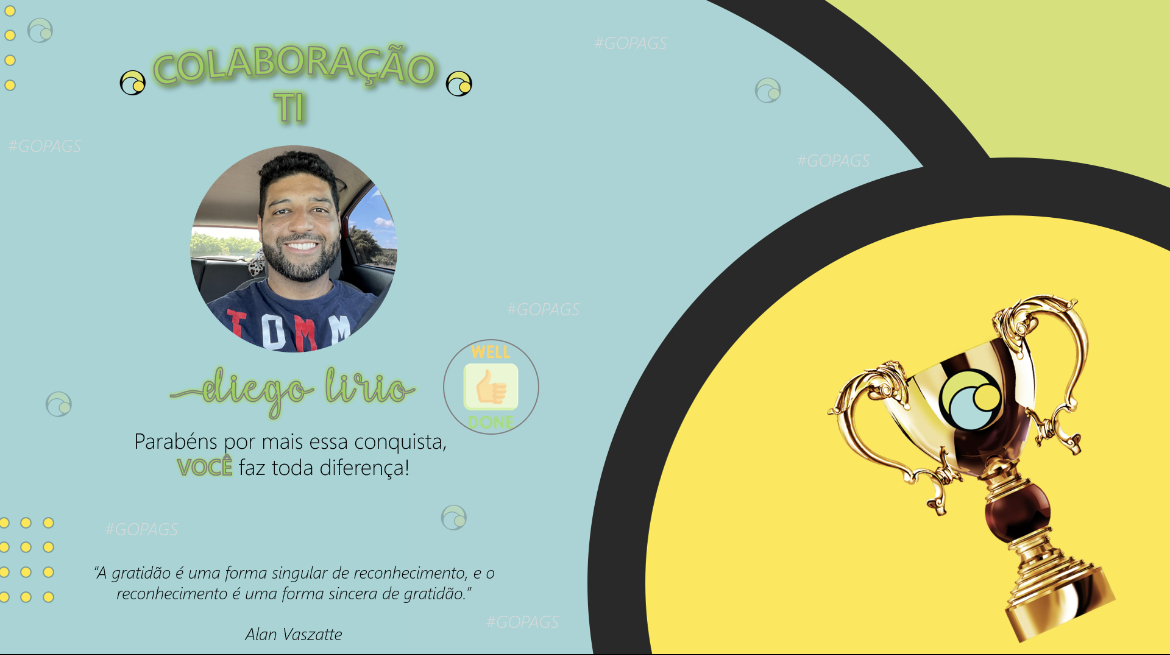 #GOPAGS
COLABORAÇÃO
TI
#GOPAGS
#GOPAGS
TOMM
#GOPAGS
WELL
DONE
diego lirio
Parabéns por mais essa conquista,
VOCÊ faz toda diferença!
#GOPAGS
“A gratidão é uma forma singular de reconhecimento, e o
reconhecimento é uma forma sincera de gratidão.”
#GOPAGS
Alan Vaszatte